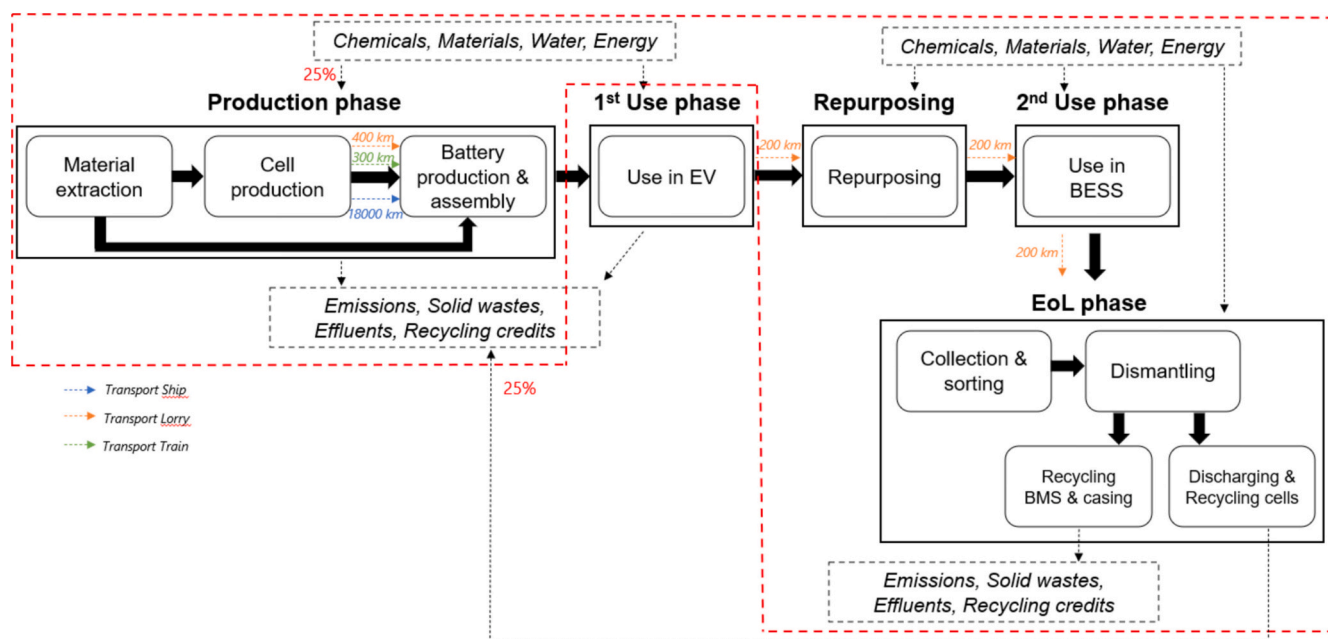 Chemicals, Materials, Water, Energy
Chemicals, Materials, Water, Energy
25%
Production phase
1st Use phase
Repurposing
2nd Use phase
Material
extraction
Cell
production
400 km
300 km
18000 km
Battery
production &
assembly
Use in EV
200 km
Repurposing
200 km
Use in
BESS
200 km
Emissions, Solid wastes,
Effluents, Recycling credits
EoL phase
Collection &
sorting
Dismantling
Transport Ship
Transport Lorry
Transport Train
25%
Recycling
BMS & casing
Discharging &
Recycling cells
Emissions, Solid wastes,
Effluents, Recycling credits